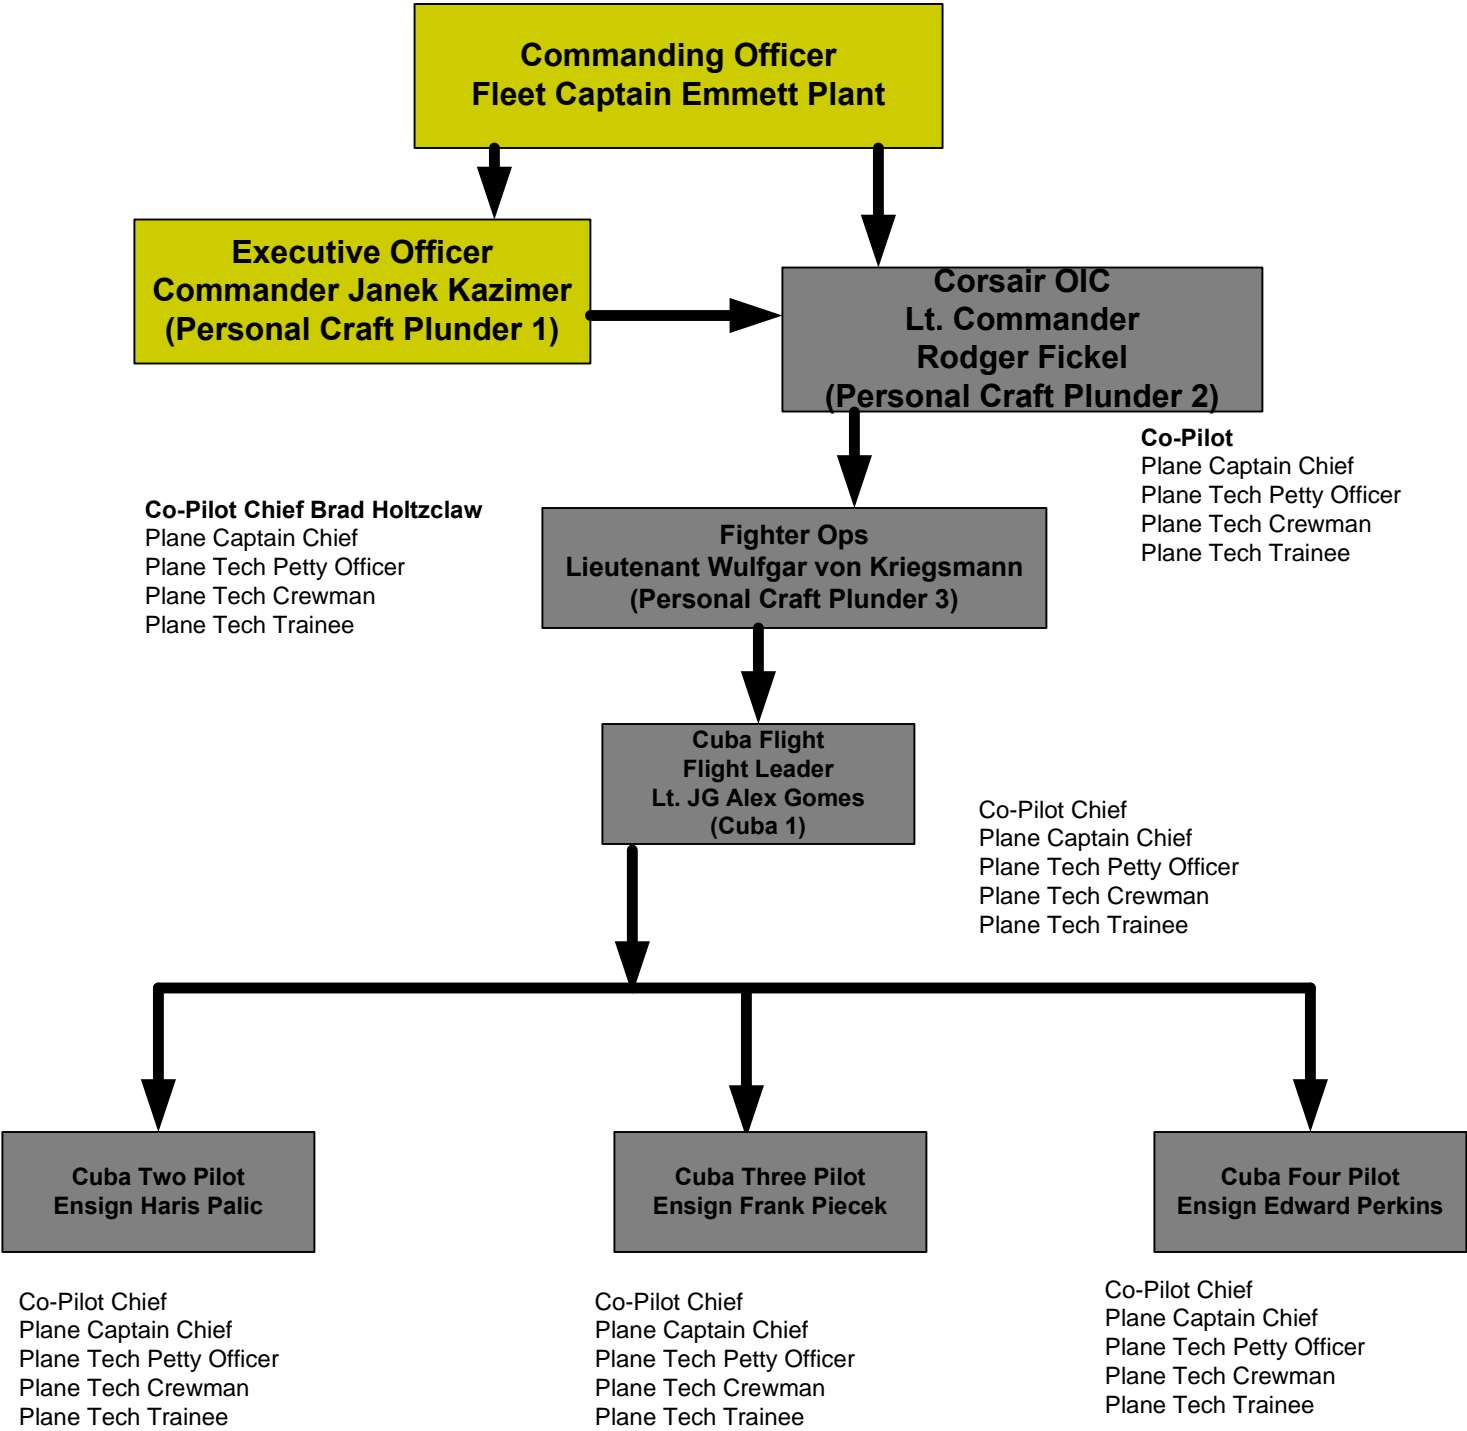 Commanding Officer
Fleet Captain Emmett Plant
Executive Officer
Commander Janek Kazimer
(Personal Craft Plunder 1)
Corsair OIC
Lt. Commander
Rodger Fickel
(Personal Craft Plunder 2)
Co-Pilot
Plane Captain Chief
Plane Tech Petty Officer
Plane Tech Crewman
Plane Tech Trainee
Co-Pilot Chief Brad Holtzclaw
Plane Captain Chief
Plane Tech Petty Officer
Plane Tech Crewman
Plane Tech Trainee
Fighter Ops
Lieutenant Wulfgar von Kriegsmann
(Personal Craft Plunder 3)
Cuba Flight
Flight Leader
Lt. JG Alex Gomes
(Cuba 1)
Co-Pilot Chief
Plane Captain Chief
Plane Tech Petty Officer
Plane Tech Crewman
Plane Tech Trainee
Cuba Two Pilot
Ensign Haris Palic
Cuba Three Pilot
Ensign Frank Piecek
Cuba Four Pilot
Ensign Edward Perkins
Co-Pilot Chief
Plane Captain Chief
Plane Tech Petty Officer
Plane Tech Crewman
Plane Tech Trainee
Co-Pilot Chief
Plane Captain Chief
Plane Tech Petty Officer
Plane Tech Crewman
Plane Tech Trainee
Co-Pilot Chief
Plane Captain Chief
Plane Tech Petty Officer
Plane Tech Crewman
Plane Tech Trainee